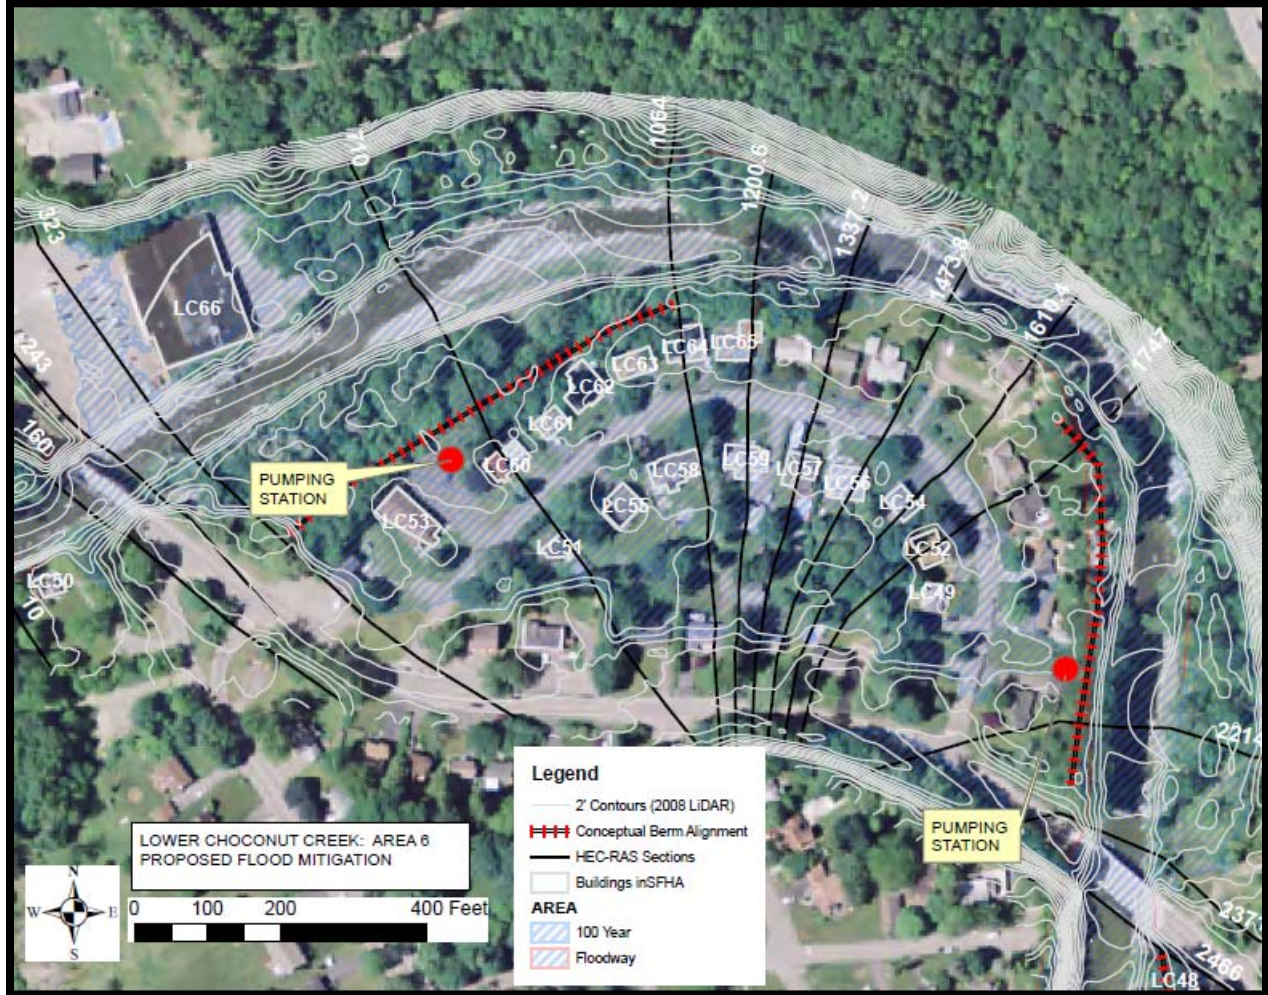 1064
710
1200.6
323
1337.2
1473.8
LC66
1610.4
243
LC64
LC65
1747
LC63
LC62
LC61
160
LC60
LC58
LC59
LC57
PUMPING
STATION
LC56
LC55
LC54
LC53
LC51
LC52
LC50
LC49
10
2214
Legend
2' Contours (2008 LiDAR)
Conceptual Berm Alignment
HEC-RAS Sections
Buildings inSFHA
AREA
100 Year
Floodway
PUMPING
STATION
LOWER CHOCONUT CREEK: AREA 6
PROPOSED FLOOD MITIGATION
N
W E
S
0 100 200 400 Feet
2373
2466
LC48